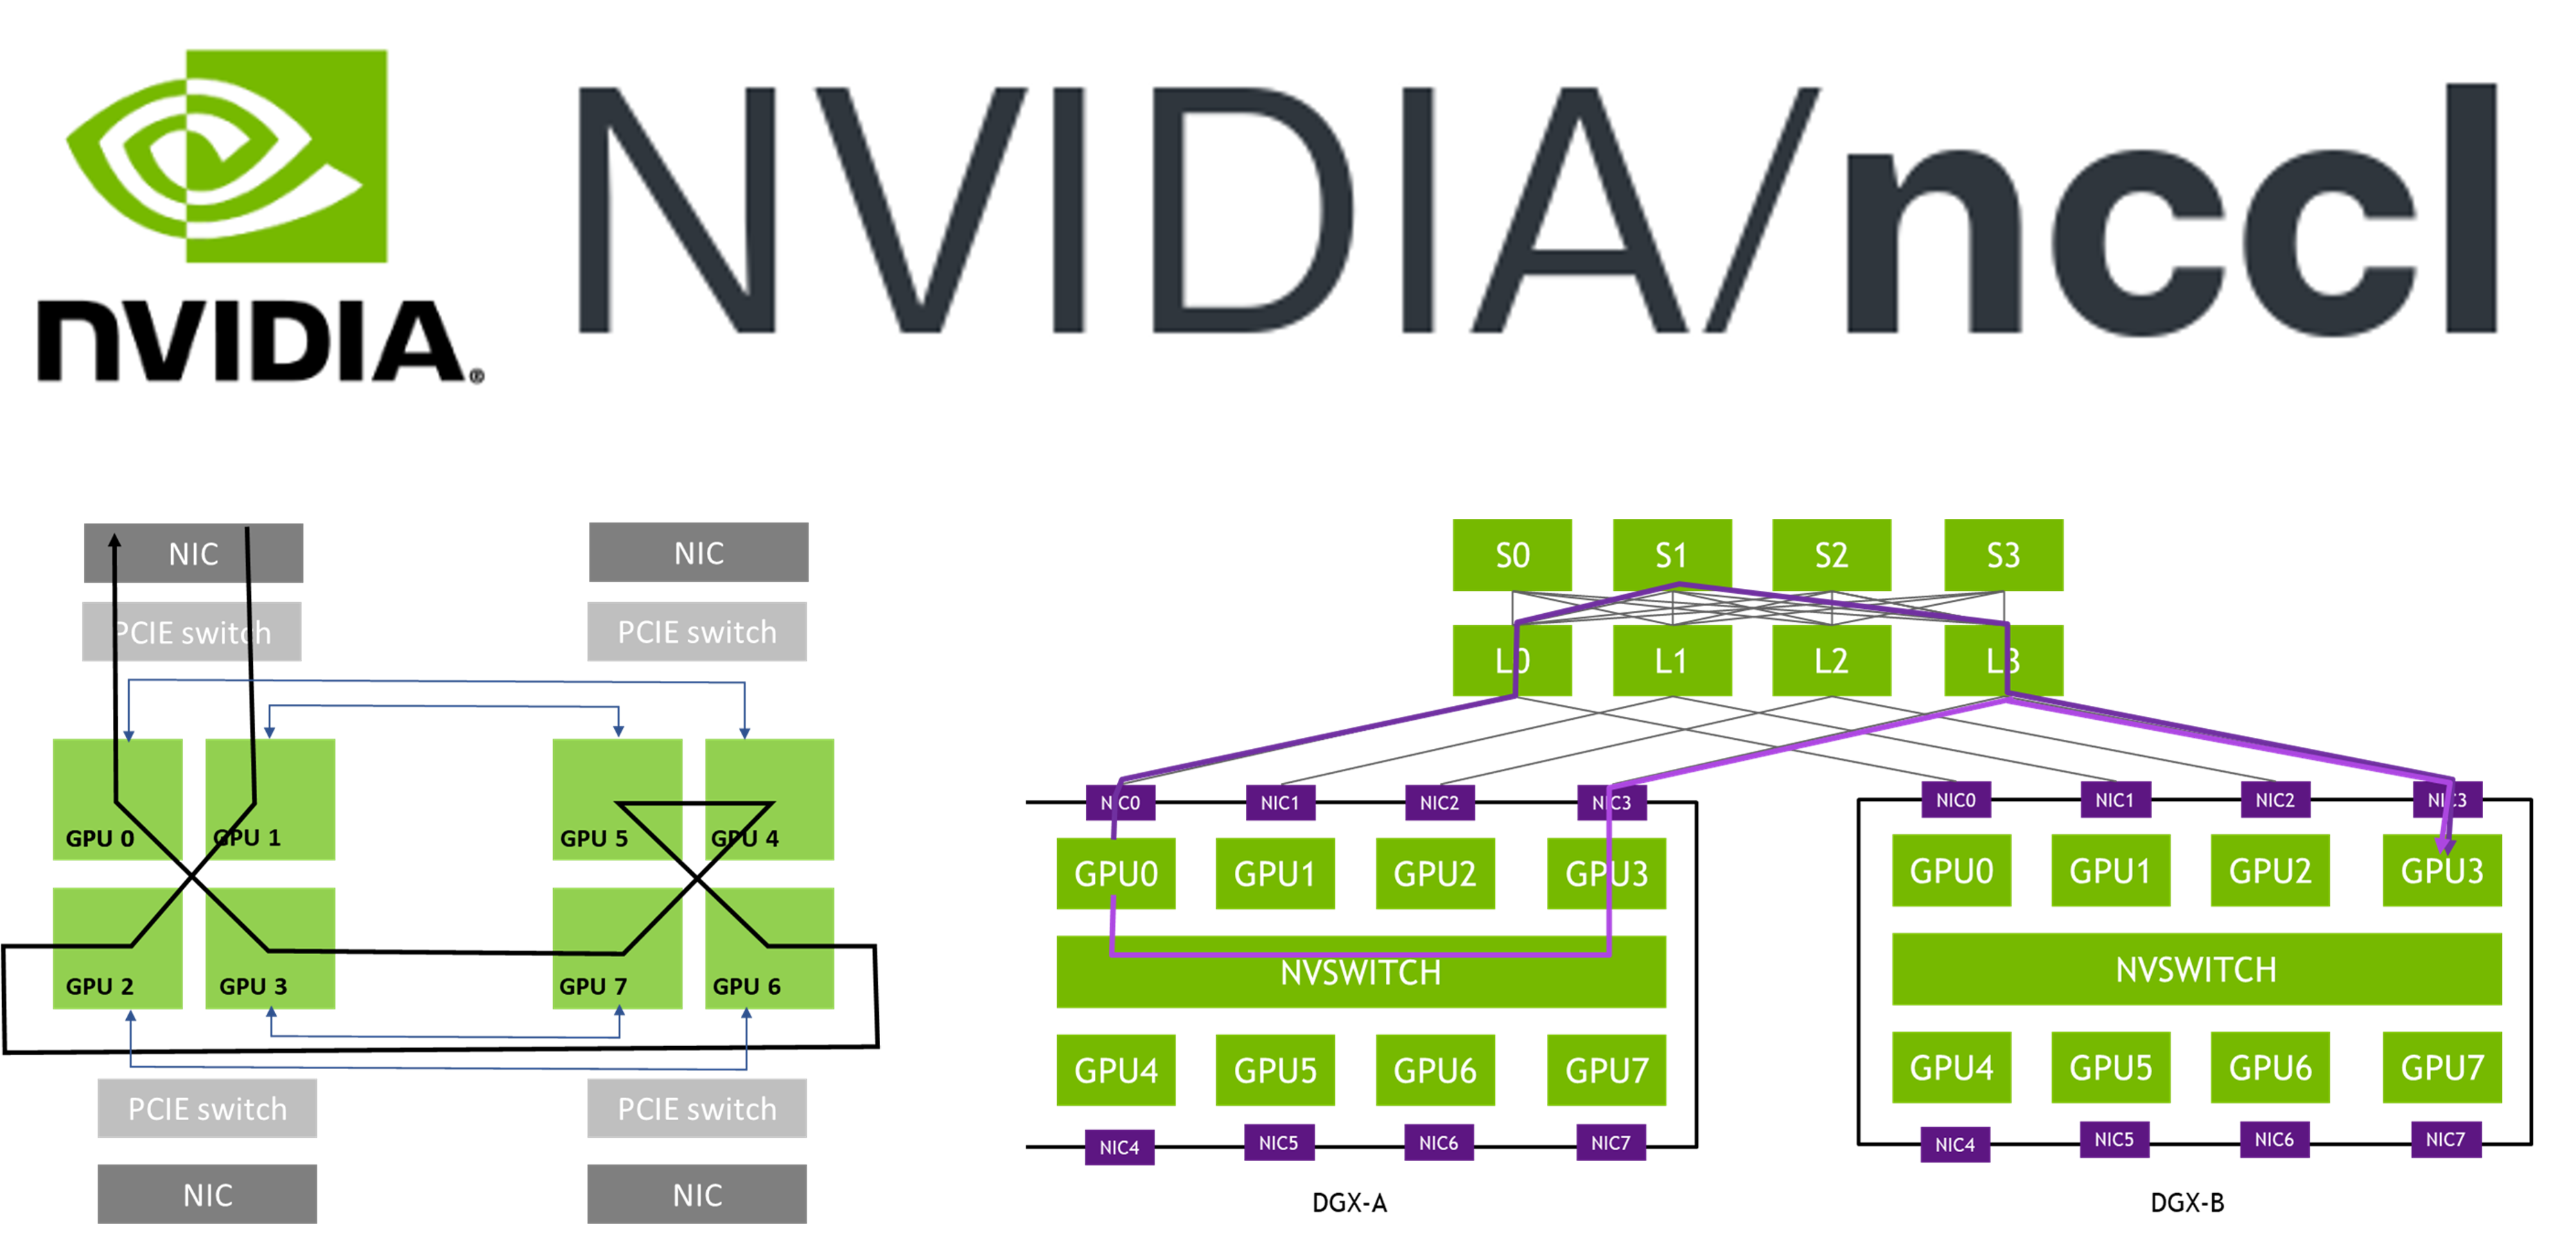 NVIDIA®
NVIDIA/nccl
NIC
NIC
PCIE switch
PCIE switch
GPU 0
GPU 1
GPU 5
GPU 4
GPU 2
GPU 3
GPU 7
GPU 6
PCIE switch
PCIE switch
NIC
NIC
S0
S1
S2
S3
L0
L1
L2
L3
NIC0
NIC1
NIC2
NIC3
GPU0
GPU1
GPU2
GPU3
NVSWITCH
GPU4
GPU5
GPU6
GPU7
NIC4
NIC5
NIC6
NIC7
DGX-A
NIC0
NIC1
NIC2
NIC3
GPU0
GPU1
GPU2
GPU3
NVSWITCH
GPU4
GPU5
GPU6
GPU7
NIC4
NIC5
NIC6
NIC7
DGX-B